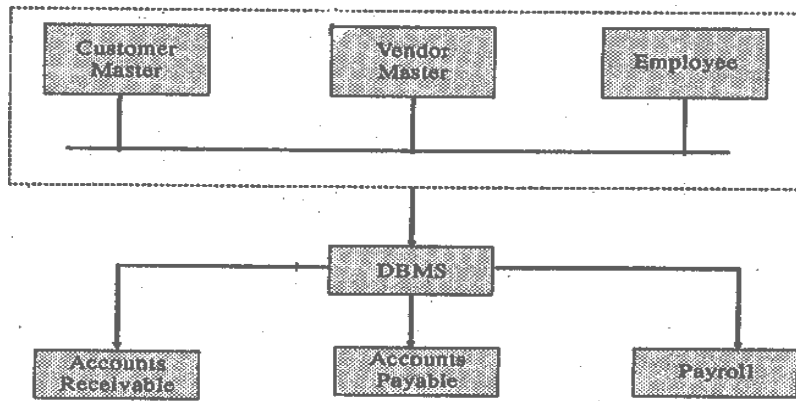 Customer
Master
Vendor
Master
Employee
DBMS
Accounts
Receivable
Accounts
Payable
Payroll